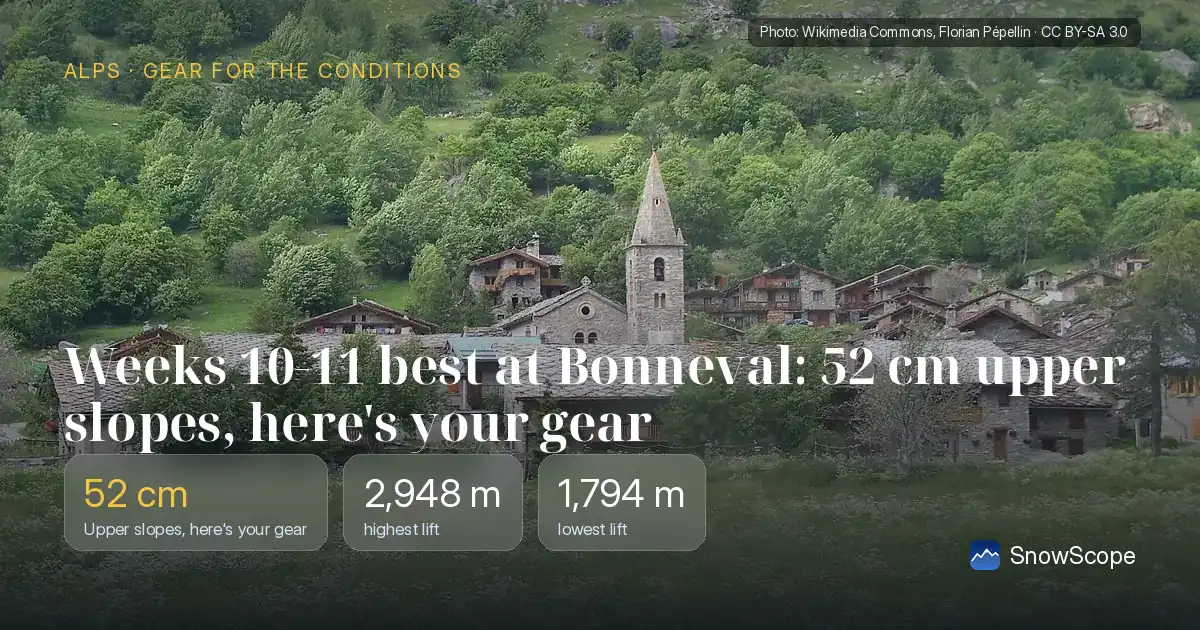 Photo: Wikimedia Commons, Florian Pépellin · CC BY-SA 3.0
ALPS · GEAR FOR THE CONDITIONS
Weeks 10-11 best at Bonneval: 52 cm upper
slopes, here's your gear
52 cm
Upper slopes, here's your gear
2,948 m
highest lift
1,794 m
lowest lift
SnowScope